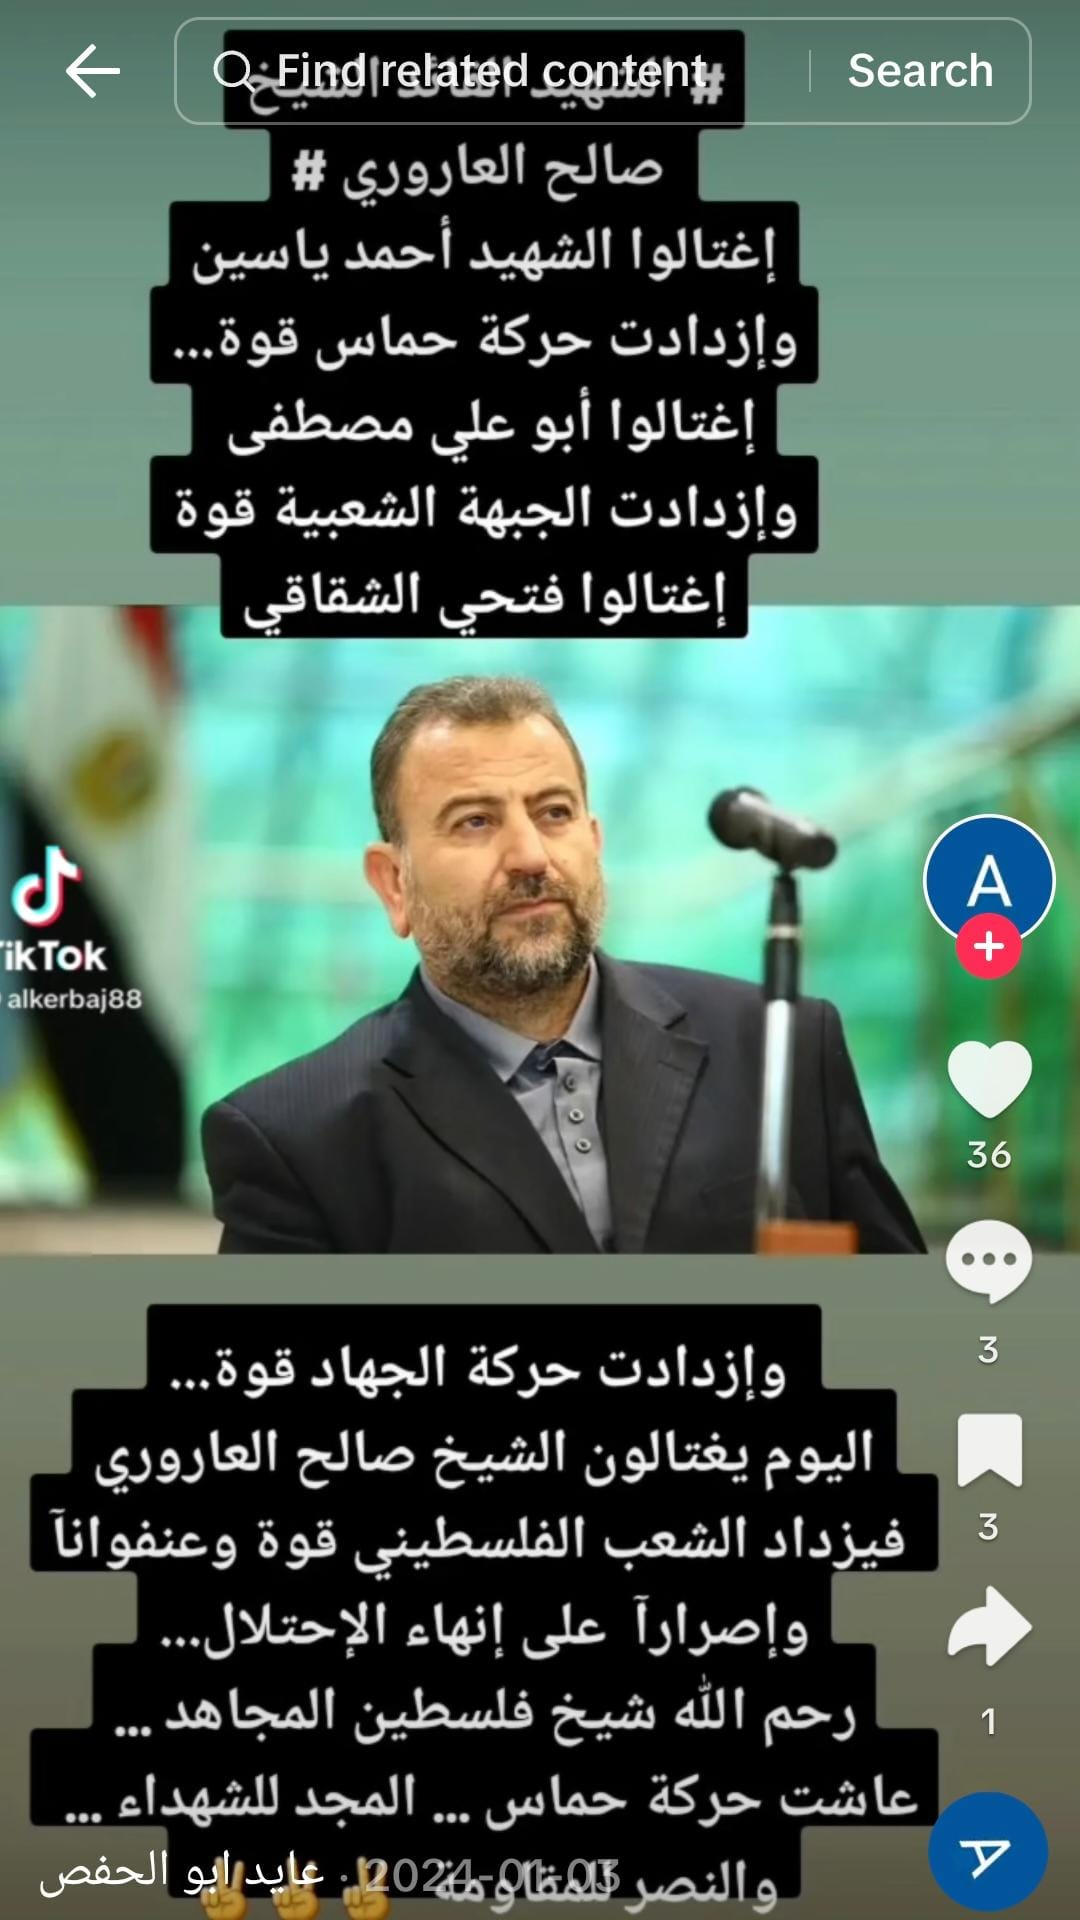 Find related content
Search
# الشهيد القائد الشيخ
صالح العاروري #
إغتالوا الشهيد أحمد ياسين
وإزدادت حركة حماس قوة...
إغتالوا أبو علي مصطفى
وإزدادت الجبهة الشعبية قوة
إغتالوا فتحي الشقاقي
A
TikTok
alkerbaj88
36
3
3
1
وإزدادت حركة الجهاد قوة...
اليوم يغتالون الشيخ صالح العاروري
فيزداد الشعب الفلسطيني قوة وعنفوانآ
وإصرارآ على إنهاء الإحتلال...
رحم الله شيخ فلسطين المجاهد ...
عاشت حركة حماس ... المجد للشهداء ...
والنصر للمقاومة ✌️✌️✌️
عايد ابو الحفص · 2024-01-03
A